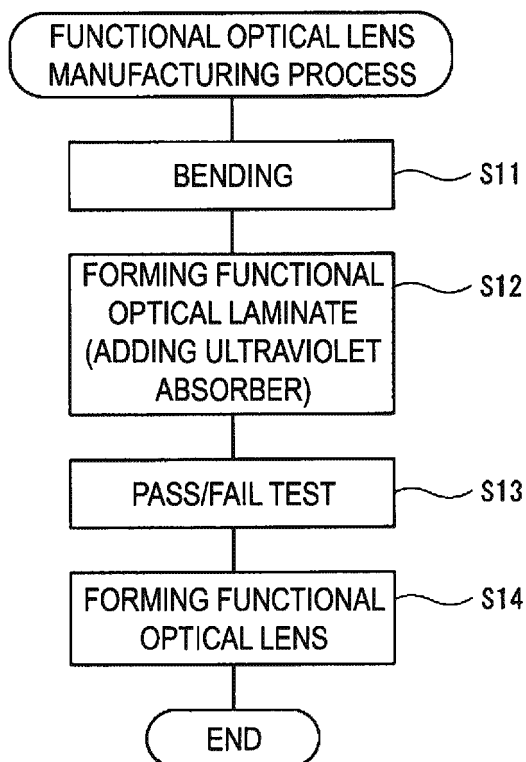 FUNCTIONAL OPTICAL LENS
MANUFACTURING PROCESS
BENDING
S11
FORMING FUNCTIONAL
OPTICAL LAMINATE
(ADDING ULTRAVIOLET
ABSORBER)
S12
PASS/FAIL TEST
S13
FORMING FUNCTIONAL
OPTICAL LENS
S14
END